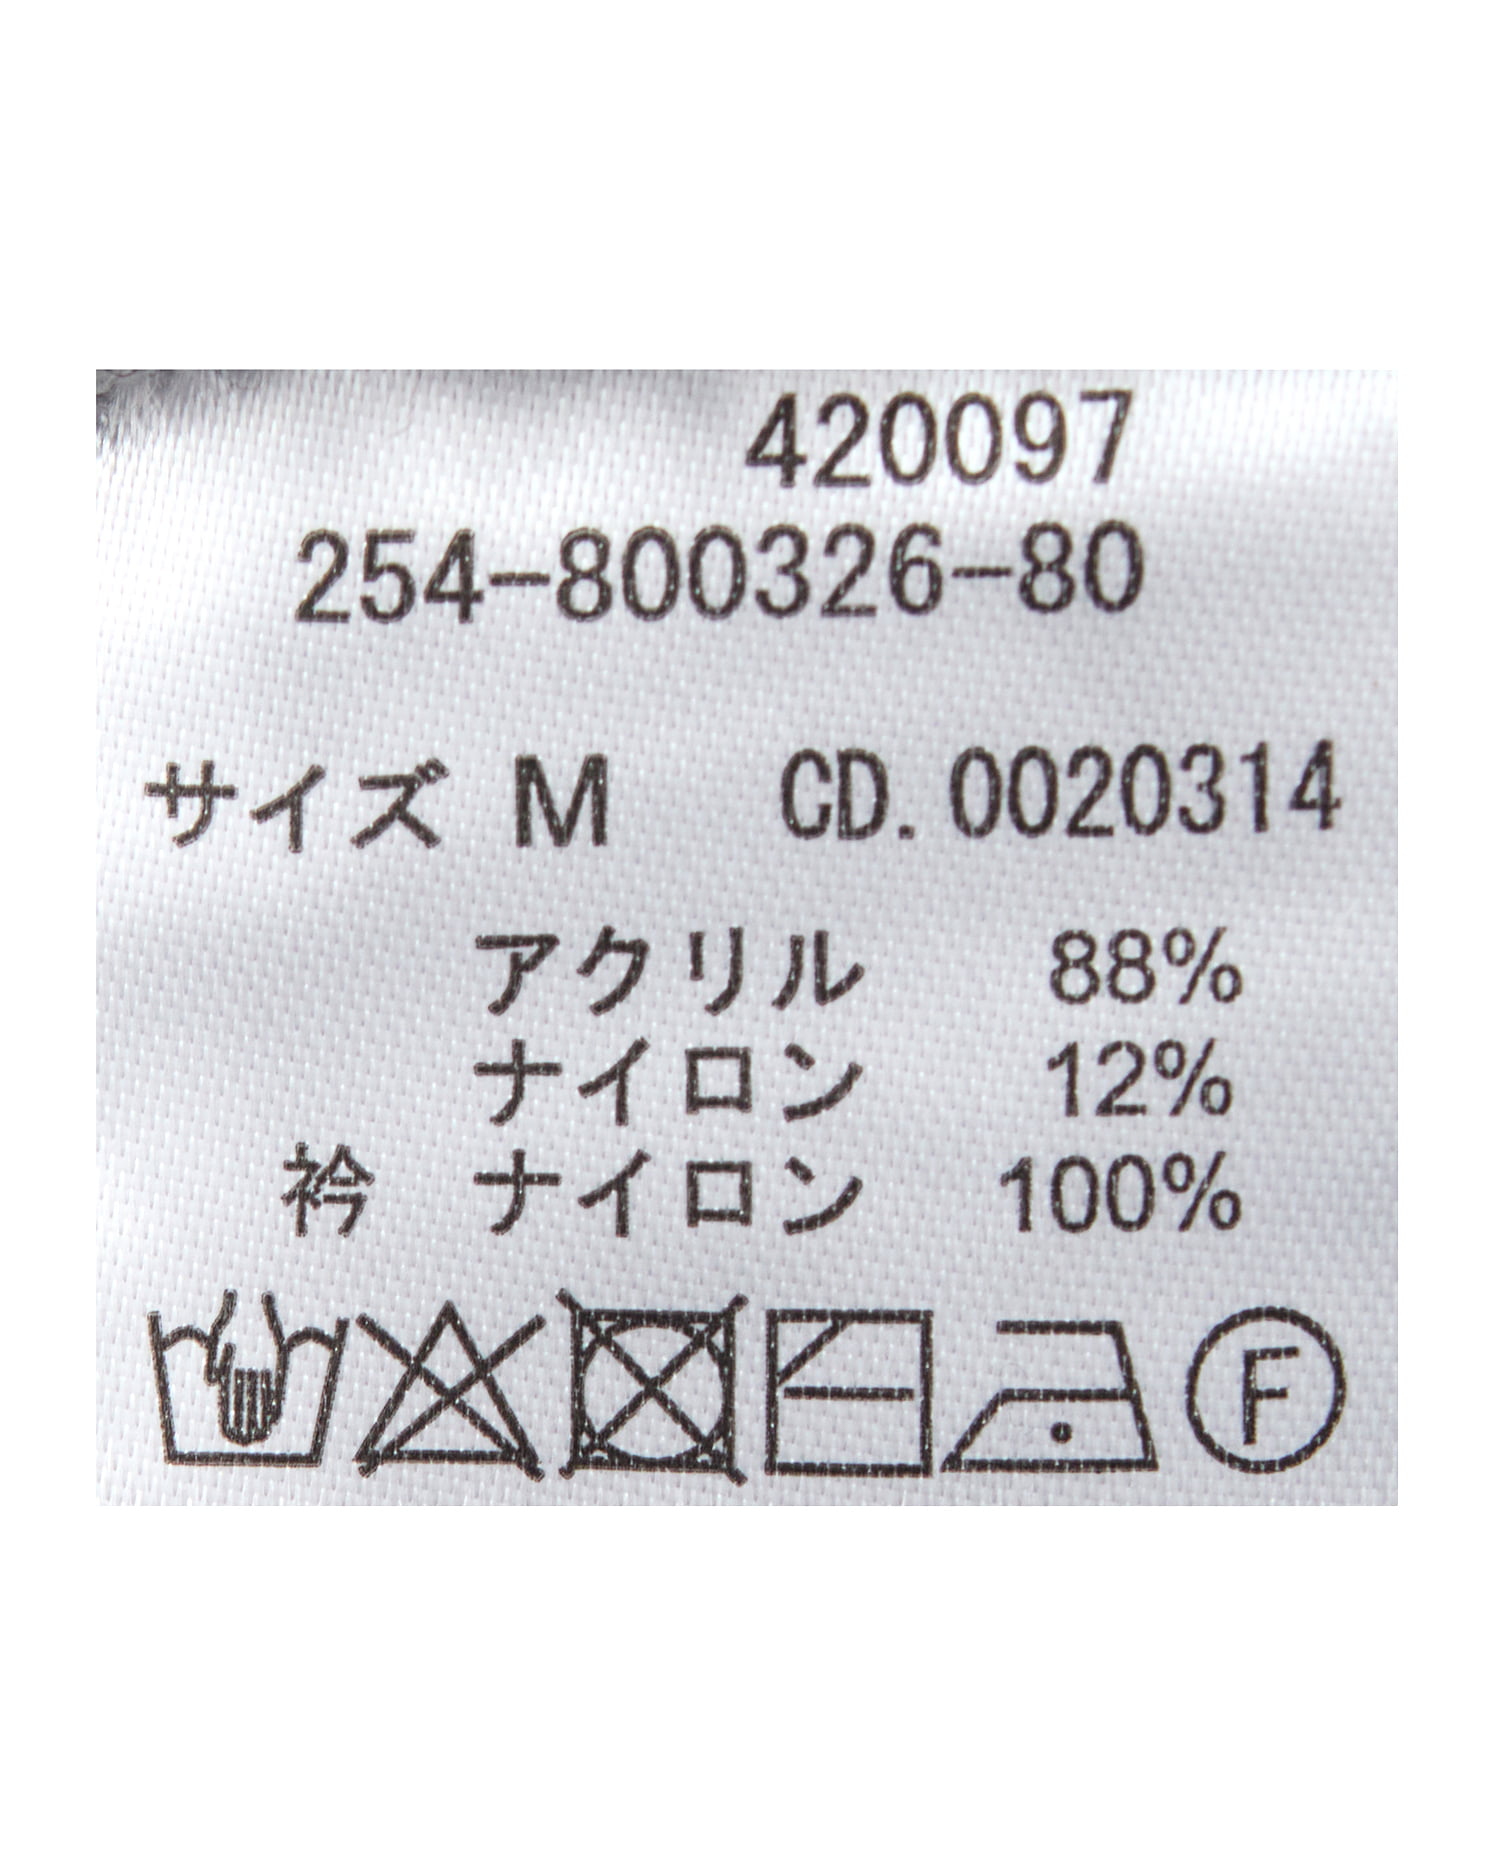 420097
254-800326-80
サイズ M CD. 0020314
アクリル 88%
ナイロン 12%
衿 ナイロン 100%
F